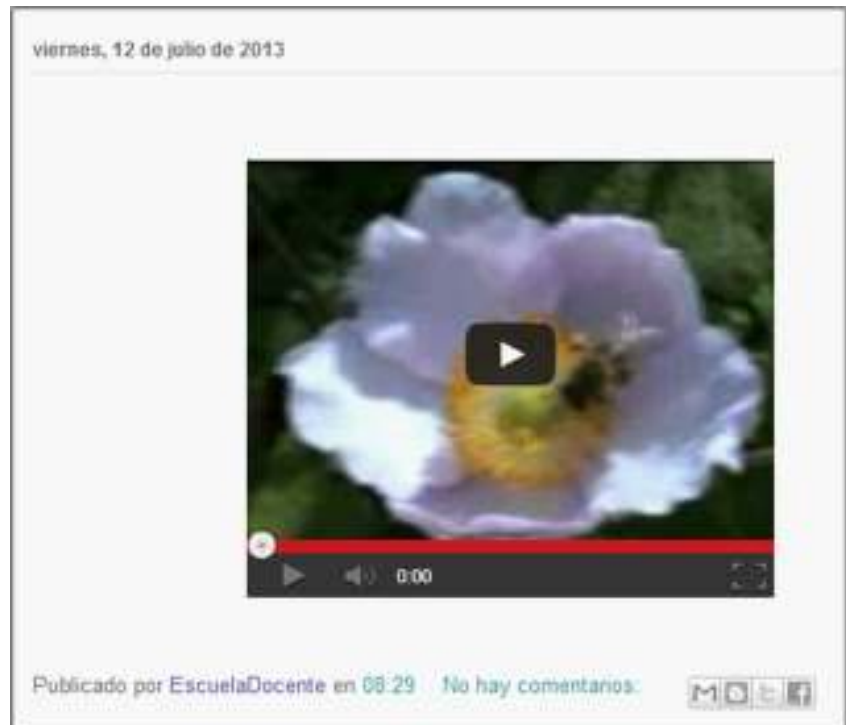 viernes, 12 de julio de 2013
0:00
Publicado por EscuelaDocente en 08:29 No hay comentarios: